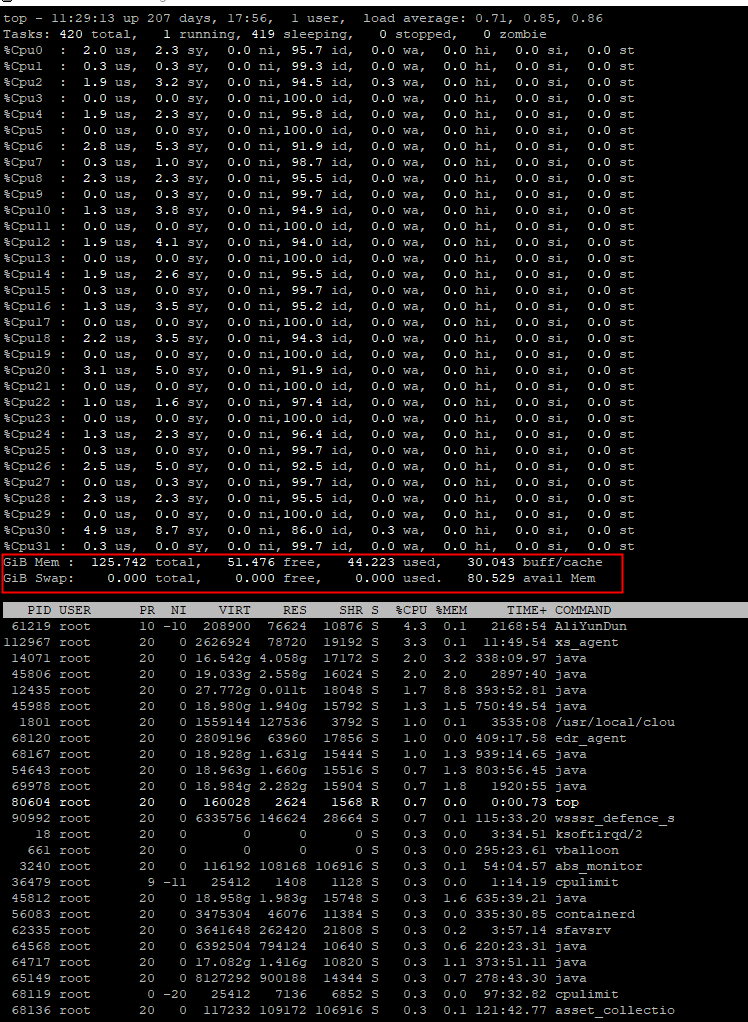 top - 11:29:13 up 207 days, 17:56,  1 user,  load average: 0.71, 0.85, 0.86
Tasks: 420 total,   1 running, 419 sleeping,   0 stopped,   0 zombie
%Cpu0  :  2.0 us,  2.3 sy,  0.0 ni, 95.7 id,  0.0 wa,  0.0 hi,  0.0 si,  0.0 st
%Cpu1  :  0.3 us,  0.3 sy,  0.0 ni, 99.3 id,  0.0 wa,  0.0 hi,  0.0 si,  0.0 st
%Cpu2  :  1.9 us,  3.2 sy,  0.0 ni, 94.5 id,  0.3 wa,  0.0 hi,  0.0 si,  0.0 st
%Cpu3  :  0.0 us,  0.0 sy,  0.0 ni,100.0 id,  0.0 wa,  0.0 hi,  0.0 si,  0.0 st
%Cpu4  :  1.9 us,  2.3 sy,  0.0 ni, 95.8 id,  0.0 wa,  0.0 hi,  0.0 si,  0.0 st
%Cpu5  :  0.0 us,  0.0 sy,  0.0 ni,100.0 id,  0.0 wa,  0.0 hi,  0.0 si,  0.0 st
%Cpu6  :  2.8 us,  5.3 sy,  0.0 ni, 91.9 id,  0.0 wa,  0.0 hi,  0.0 si,  0.0 st
%Cpu7  :  0.3 us,  1.0 sy,  0.0 ni, 98.7 id,  0.0 wa,  0.0 hi,  0.0 si,  0.0 st
%Cpu8  :  2.3 us,  2.3 sy,  0.0 ni, 95.5 id,  0.0 wa,  0.0 hi,  0.0 si,  0.0 st
%Cpu9  :  0.0 us,  0.3 sy,  0.0 ni, 99.7 id,  0.0 wa,  0.0 hi,  0.0 si,  0.0 st
%Cpu10 :  1.3 us,  3.8 sy,  0.0 ni, 94.9 id,  0.0 wa,  0.0 hi,  0.0 si,  0.0 st
%Cpu11 :  0.0 us,  0.0 sy,  0.0 ni,100.0 id,  0.0 wa,  0.0 hi,  0.0 si,  0.0 st
%Cpu12 :  1.9 us,  4.1 sy,  0.0 ni, 94.0 id,  0.0 wa,  0.0 hi,  0.0 si,  0.0 st
%Cpu13 :  0.0 us,  0.0 sy,  0.0 ni,100.0 id,  0.0 wa,  0.0 hi,  0.0 si,  0.0 st
%Cpu14 :  1.9 us,  2.6 sy,  0.0 ni, 95.5 id,  0.0 wa,  0.0 hi,  0.0 si,  0.0 st
%Cpu15 :  0.3 us,  0.0 sy,  0.0 ni, 99.7 id,  0.0 wa,  0.0 hi,  0.0 si,  0.0 st
%Cpu16 :  1.3 us,  3.5 sy,  0.0 ni, 95.2 id,  0.0 wa,  0.0 hi,  0.0 si,  0.0 st
%Cpu17 :  0.0 us,  0.0 sy,  0.0 ni,100.0 id,  0.0 wa,  0.0 hi,  0.0 si,  0.0 st
%Cpu18 :  2.2 us,  3.5 sy,  0.0 ni, 94.3 id,  0.0 wa,  0.0 hi,  0.0 si,  0.0 st
%Cpu19 :  0.0 us,  0.0 sy,  0.0 ni,100.0 id,  0.0 wa,  0.0 hi,  0.0 si,  0.0 st
%Cpu20 :  3.1 us,  5.0 sy,  0.0 ni, 91.9 id,  0.0 wa,  0.0 hi,  0.0 si,  0.0 st
%Cpu21 :  0.0 us,  0.0 sy,  0.0 ni,100.0 id,  0.0 wa,  0.0 hi,  0.0 si,  0.0 st
%Cpu22 :  1.0 us,  1.6 sy,  0.0 ni, 97.4 id,  0.0 wa,  0.0 hi,  0.0 si,  0.0 st
%Cpu23 :  0.0 us,  0.0 sy,  0.0 ni,100.0 id,  0.0 wa,  0.0 hi,  0.0 si,  0.0 st
%Cpu24 :  1.3 us,  2.3 sy,  0.0 ni, 96.4 id,  0.0 wa,  0.0 hi,  0.0 si,  0.0 st
%Cpu25 :  0.3 us,  0.0 sy,  0.0 ni, 99.7 id,  0.0 wa,  0.0 hi,  0.0 si,  0.0 st
%Cpu26 :  2.5 us,  5.0 sy,  0.0 ni, 92.5 id,  0.0 wa,  0.0 hi,  0.0 si,  0.0 st
%Cpu27 :  0.0 us,  0.3 sy,  0.0 ni, 99.7 id,  0.0 wa,  0.0 hi,  0.0 si,  0.0 st
%Cpu28 :  2.3 us,  2.3 sy,  0.0 ni, 95.5 id,  0.0 wa,  0.0 hi,  0.0 si,  0.0 st
%Cpu29 :  0.0 us,  0.0 sy,  0.0 ni,100.0 id,  0.0 wa,  0.0 hi,  0.0 si,  0.0 st
%Cpu30 :  4.9 us,  8.7 sy,  0.0 ni, 86.0 id,  0.3 wa,  0.0 hi,  0.0 si,  0.0 st
%Cpu31 :  0.3 us,  0.0 sy,  0.0 ni, 99.7 id,  0.0 wa,  0.0 hi,  0.0 si,  0.0 st
GiB Mem :  125.742 total,   51.476 free,   44.223 used,   30.043 buff/cache
GiB Swap:    0.000 total,    0.000 free,    0.000 used.   80.529 avail Mem
PID USER      PR  NI    VIRT    RES    SHR S  %CPU %MEM     TIME+ COMMAND
61219 root      10 -10  208900  76624  10876 S   4.3  0.1   2168:54 AliYunDun
112967 root      20   0 2626924  78720  19192 S   3.3  0.1  11:49.54 xs_agent
14071 root      20   0 16.542g 4.058g  17172 S   2.0  3.2 338:09.97 java
45806 root      20   0 19.033g 2.558g  16024 S   2.0  2.0   2897:40 java
12435 root      20   0 27.772g 0.011t  18048 S   1.7  8.8 393:52.81 java
45988 root      20   0 18.980g 1.940g  15792 S   1.3  1.5 750:49.54 java
1801 root      20   0 1559144 127536   3792 S   1.0  0.1   3535:08 /usr/local/clou
68120 root      20   0 2809196  63960  17856 S   1.0  0.0 409:17.58 edr_agent
68167 root      20   0 18.928g 1.631g  15444 S   1.0  1.3 939:14.65 java
54643 root      20   0 18.963g 1.660g  15516 S   0.7  1.3 803:56.45 java
69978 root      20   0 18.984g 2.282g  15904 S   0.7  1.8   1920:55 java
80604 root      20   0  160028   2624   1568 R   0.7  0.0   0:00.73 top
90992 root      20   0 6335756 146624  28664 S   0.7  0.1 115:33.20 wsssr_defence_s
18 root      20   0       0      0      0 S   0.3  0.0   3:34.51 ksoftirqd/2
661 root      20   0       0      0      0 S   0.3  0.0 295:23.61 vballoon
3240 root      20   0  116192 108168 106916 S   0.3  0.1  54:04.57 abs_monitor
36479 root       9 -11   25412   1408   1128 S   0.3  0.0   1:14.19 cpulimit
45812 root      20   0 18.958g 1.983g  15748 S   0.3  1.6 635:39.21 java
56083 root      20   0 3475304  46076  11384 S   0.3  0.0 335:30.85 containerd
62335 root      20   0 3641648 262420  21808 S   0.3  0.2   3:57.14 sfavsrv
64568 root      20   0 6392504 794124  10640 S   0.3  0.6 220:23.31 java
64717 root      20   0 17.082g 1.416g  10820 S   0.3  1.1 373:51.11 java
65149 root      20   0 8127292 900188  14344 S   0.3  0.7 278:43.30 java
68119 root       0 -20   25412   7136   6852 S   0.3  0.0  97:32.82 cpulimit
68136 root      20   0  117232 109172 106916 S   0.3  0.1 121:42.77 asset_collectio